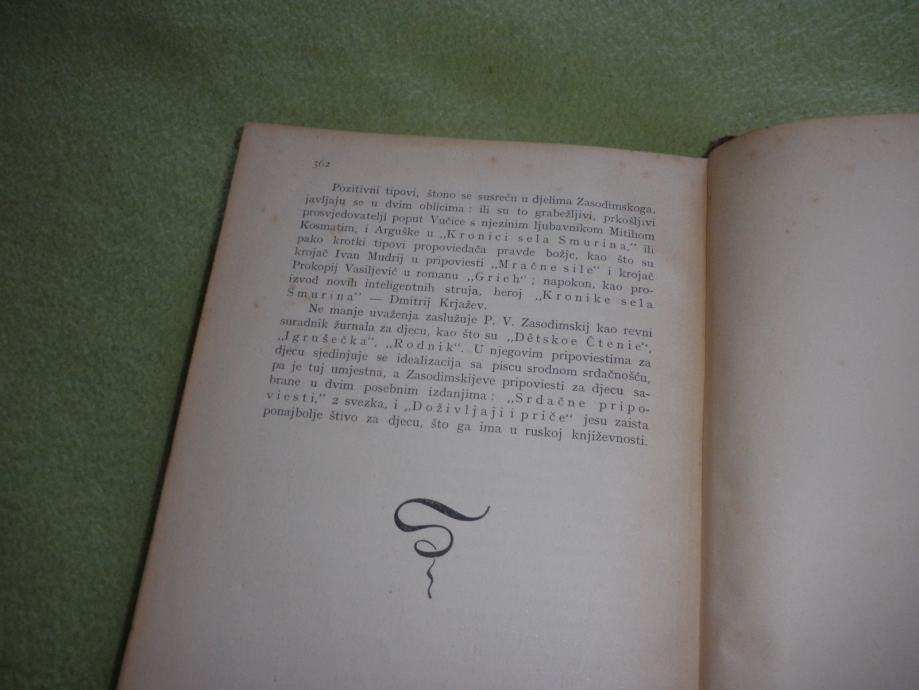 362
Pozitivni tipovi, štono se susreću u djelima Zasodimskoga,
javljaju se u dvim oblicima : ili su to grabežljivi, prkošljivi
prosvjedovatelji poput Vučice s njezinim ljubavnikom Mitihom
Kosmatim, i Arguške u „Kronici sela Smurina,“ ili
pako krotki tipovi propoviedača pravde božje, kao što su
krojač Ivan Mudrij u pripoviesti „Mračne sile“ i krojač
Prokopij Vasiljević u romanu „Grieh“ ; napokon, kao pro-
izvod novih inteligentnih struja, heroj „Kronike sela
Smurina“ — Dmitrij Krjažev.
Ne manje uvaženja zaslužuje P. V. Zasodimskij kao revni
suradnik žurnala za djecu, kao što su „Dětskoe Čtenie“,
„Igrušečka“, „Rodnik“. U njegovim pripoviestima za
djecu sjedinjuje se idealizacija sa piscu srodnom srdačnošću,
pa je tuj umjestna, a Zasodimskijeve pripoviesti za djecu sa-
brane u dvim posebnim izdanjima : „Srdačne pripo-
viesti,“ 2 svezka, i „Doživljaji i priče“ jesu zaista
ponajbolje štivo za djecu, što ga ima u ruskoj književnosti.